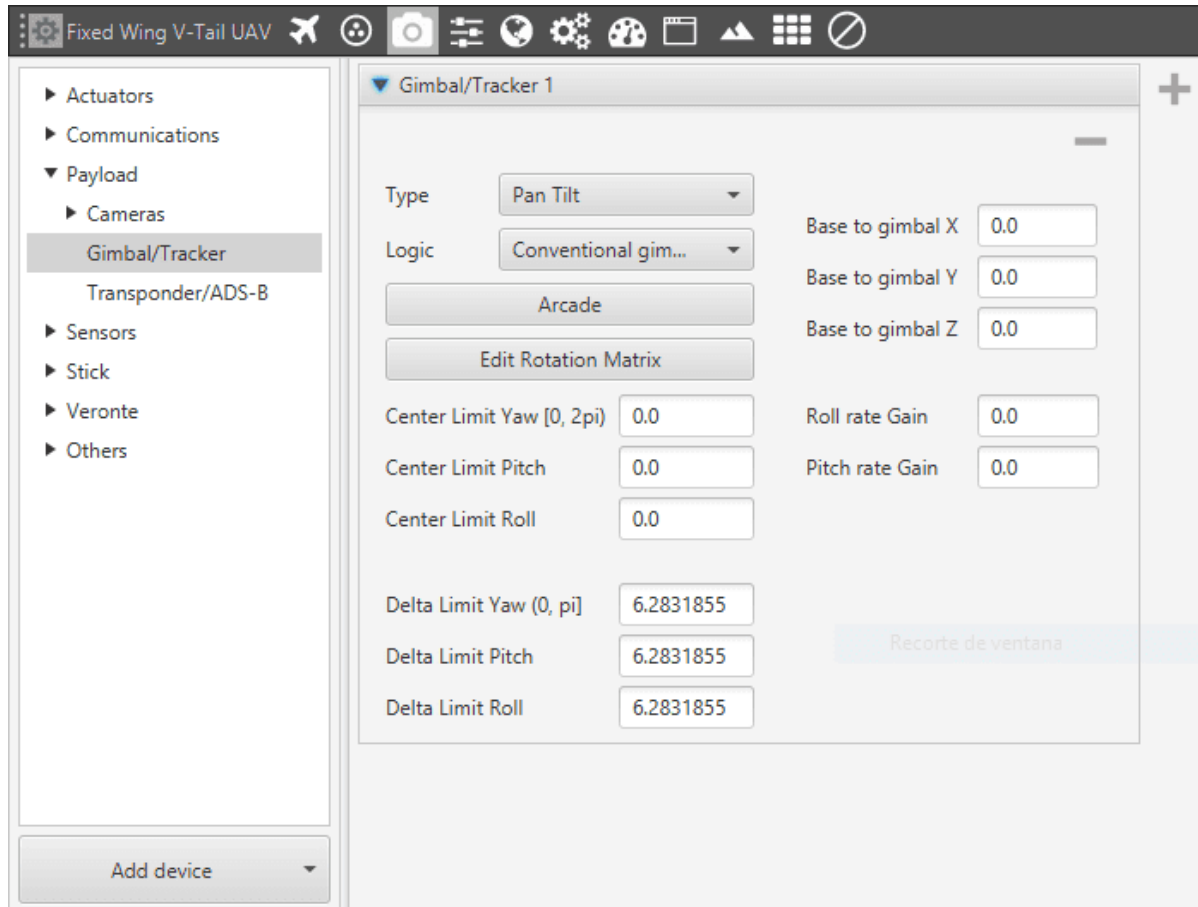 Fixed Wing V-Tail UAV
Actuators
Communications
Payload
Cameras
Gimbal/Tracker
Transponder/ADS-B
Sensors
Stick
Veronte
Others
Add device
Gimbal/Tracker 1
Type Pan Tilt
Logic Conventional gim...
Arcade
Edit Rotation Matrix
Base to gimbal X 0.0
Base to gimbal Y 0.0
Base to gimbal Z 0.0
Center Limit Yaw [0, 2pi) 0.0
Center Limit Pitch 0.0
Center Limit Roll 0.0
Roll rate Gain 0.0
Pitch rate Gain 0.0
Delta Limit Yaw (0, pi] 6.2831855
Delta Limit Pitch 6.2831855
Delta Limit Roll 6.2831855
Recorte de ventana